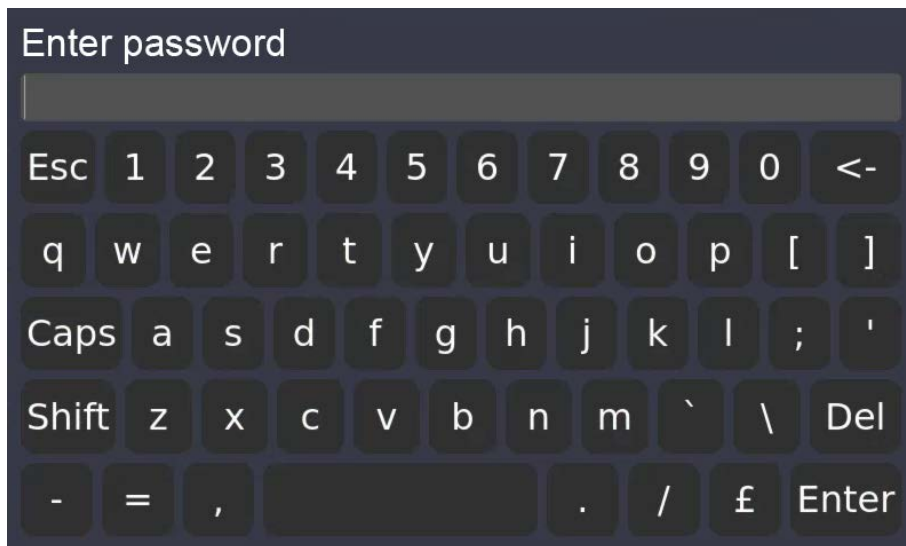 Enter password
Esc 1 2 3 4 5 6 7 8 9 0 <-
q w e r t y u i o p [ ]
Caps a s d f g h j k l ; '
Shift z x c v b n m ` \ Del
- = , . / £ Enter